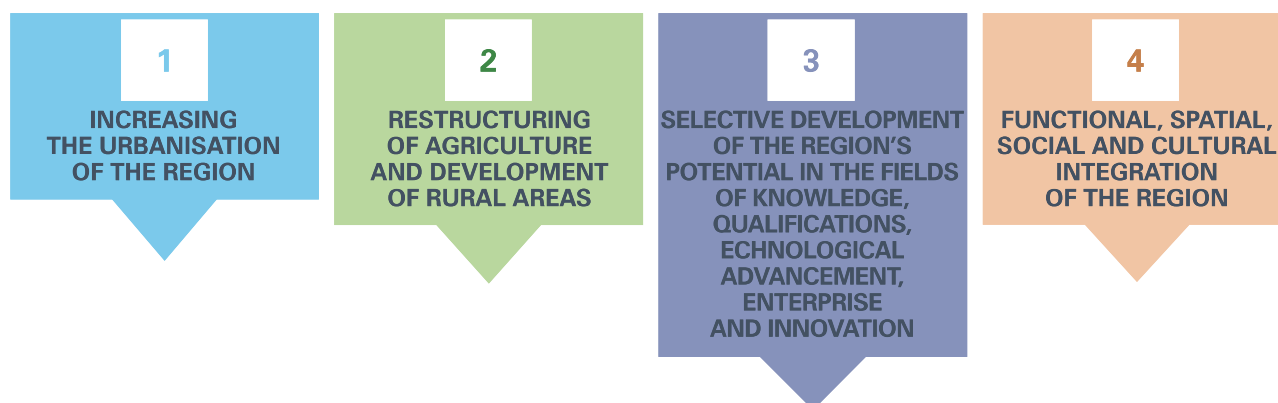 1
INCREASING
THE URBANISATION
OF THE REGION
2
RESTRUCTURING
OF AGRICULTURE
AND DEVELOPMENT
OF RURAL AREAS
3
SELECTIVE DEVELOPMENT
OF THE REGION'S
POTENTIAL IN THE FIELDS
OF KNOWLEDGE,
QUALIFICATIONS,
ECHNOLOGICAL
ADVANCEMENT,
ENTERPRISE
AND INNOVATION
4
FUNCTIONAL, SPATIAL,
SOCIAL AND CULTURAL
INTEGRATION
OF THE REGION